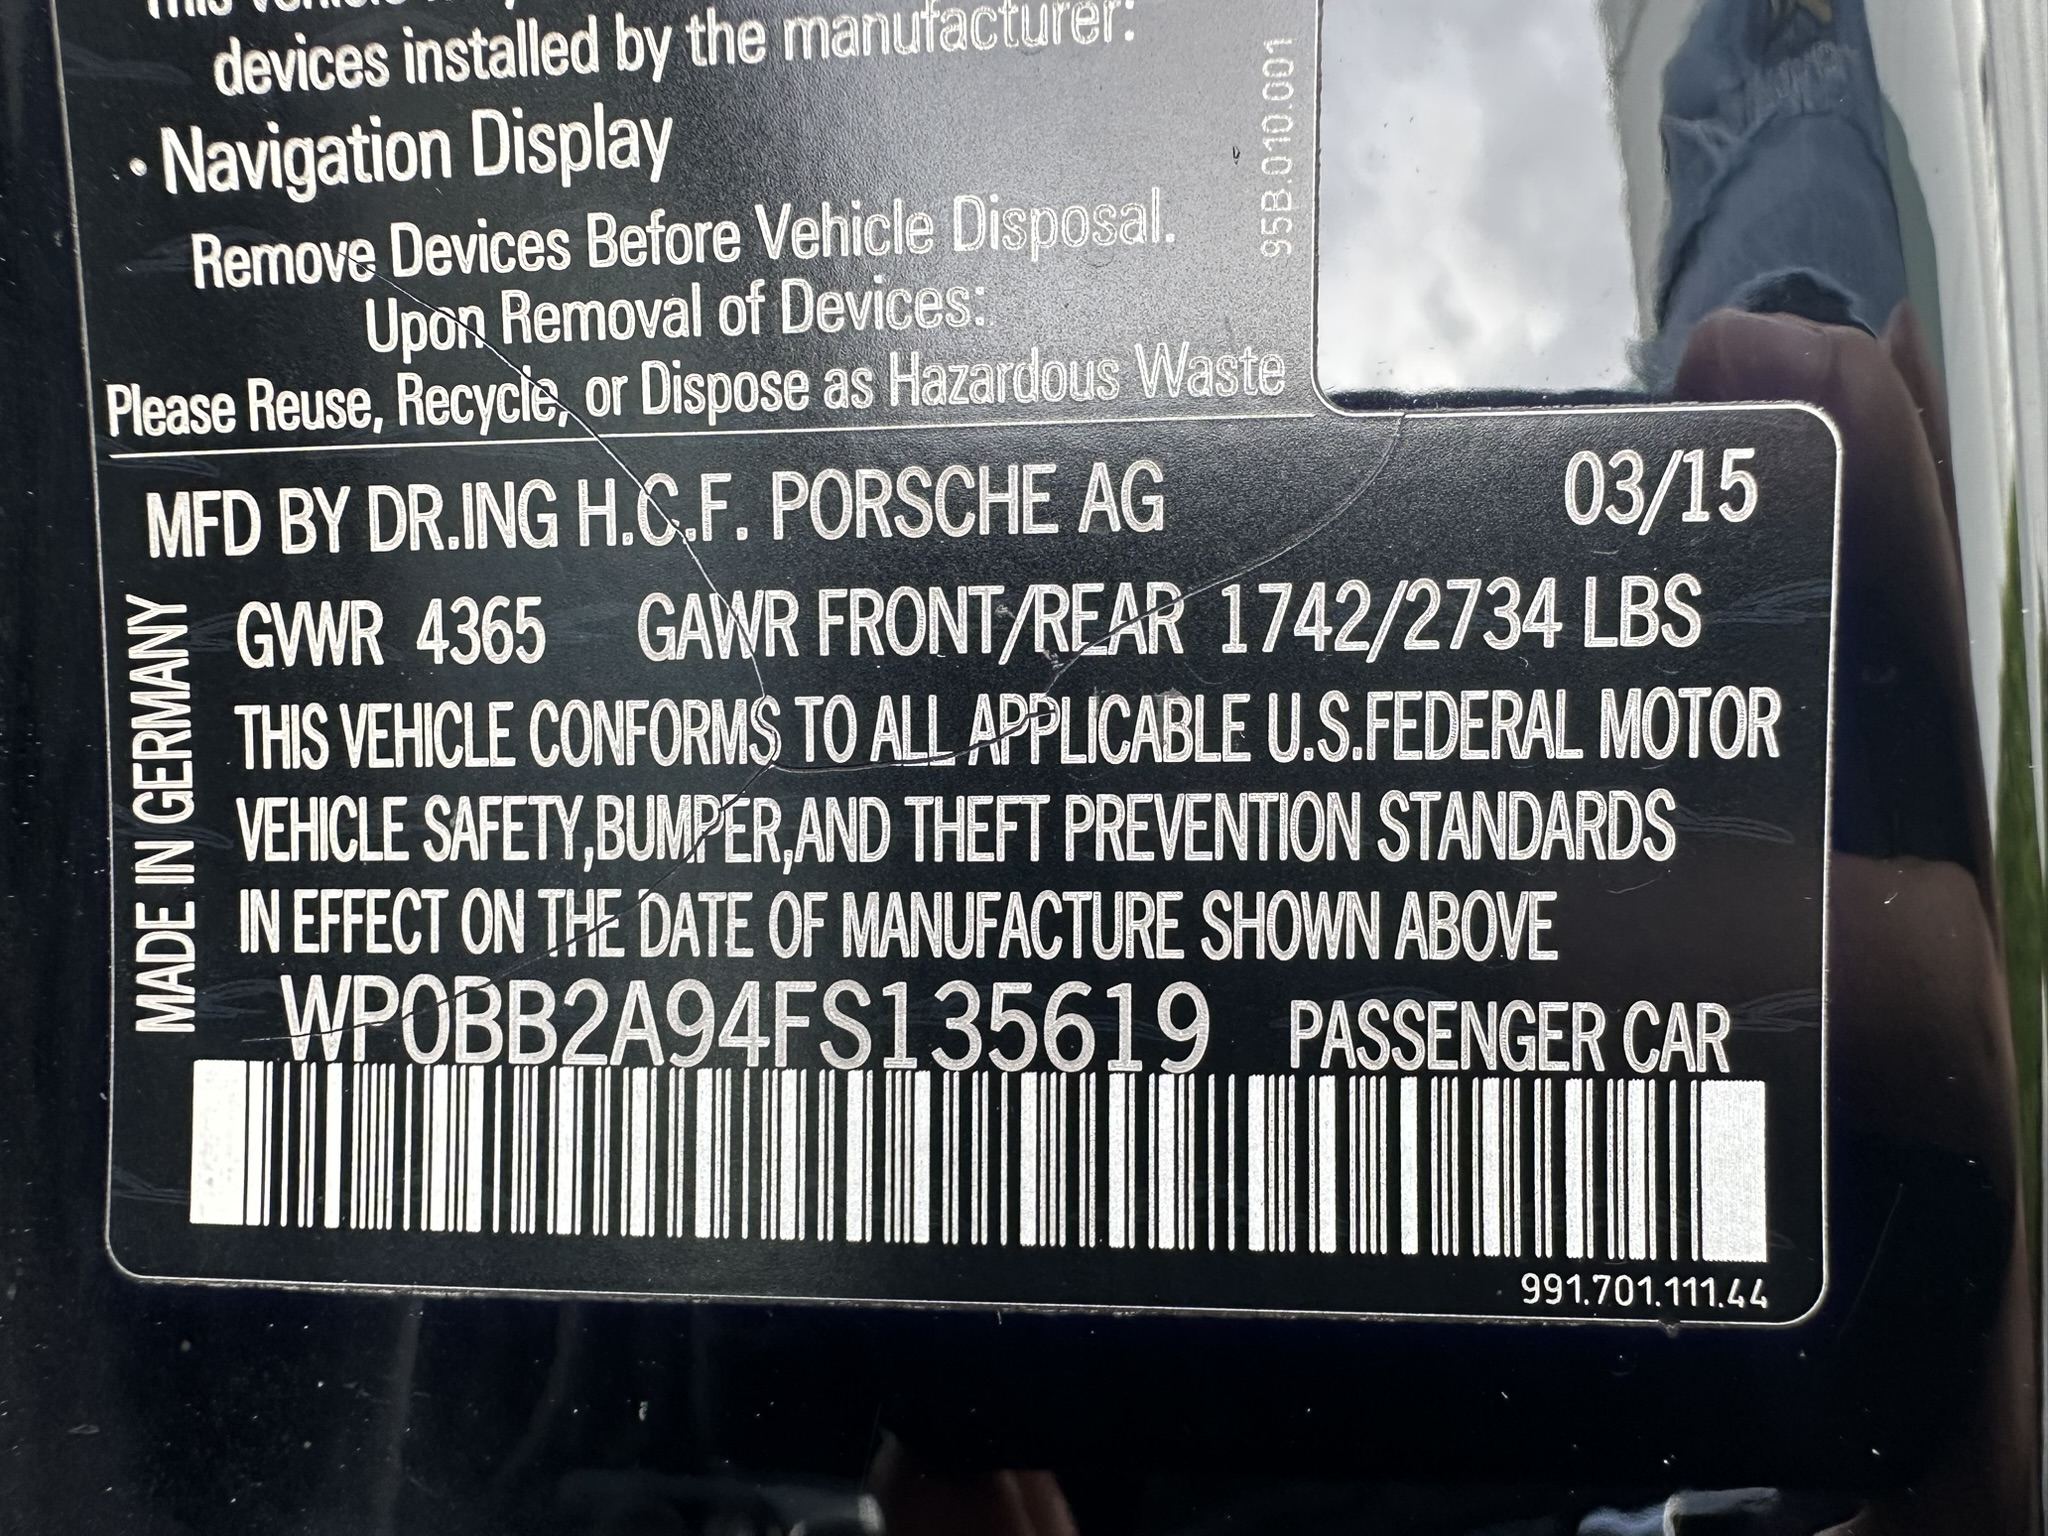 This vehicle may
devices installed by the manufacturer:
• Navigation Display
Remove Devices Before Vehicle Disposal.
Upon Removal of Devices:
Please Reuse, Recycle, or Dispose as Hazardous Waste
95B.010.001
MFD BY DR.ING H.C.F. PORSCHE AG 03/15
GVWR 4365 GAWR FRONT/REAR 1742/2734 LBS
THIS VEHICLE CONFORMS TO ALL APPLICABLE U.S.FEDERAL MOTOR
VEHICLE SAFETY,BUMPER,AND THEFT PREVENTION STANDARDS
IN EFFECT ON THE DATE OF MANUFACTURE SHOWN ABOVE
WP0BB2A94FS135619 PASSENGER CAR
MADE IN GERMANY
991.701.111.44